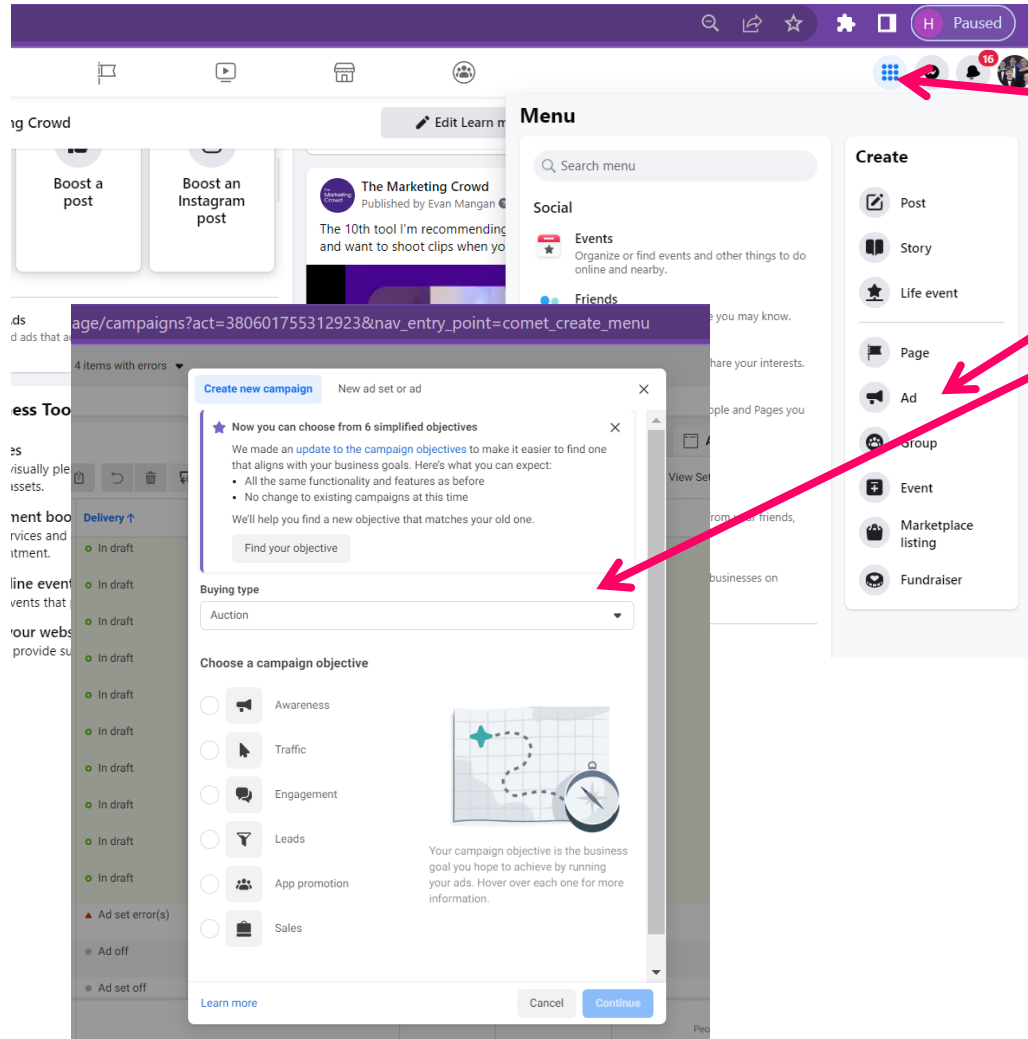 H Paused
16
ng Crowd
Edit Learn m
Boost a
post
Boost an
Instagram
post
The Marketing Crowd
Published by Evan Mangan
The 10th tool I'm recommending
and want to shoot clips when yo
Menu
Search menu
Social
Events
Organize or find events and other things to do
online and nearby.
Friends
e you may know.
hare your interests.
ople and Pages you
from your friends,
businesses on
Create
Post
Story
Life event
Page
Ad
Group
Event
Marketplace
listing
Fundraiser
ds
d ads that a
ess Too
es
visually ple
assets.
ment boo
rvices and
ntment.
line event
vents that
your webs
provide su
age/campaigns?act=380601755312923&nav_entry_point=comet_create_menu
4 items with errors
View Set
Delivery ↑
In draft
In draft
In draft
In draft
In draft
In draft
In draft
In draft
In draft
In draft
Ad set error(s)
Ad off
Ad set off
Peo
Create new campaign
New ad set or ad
Now you can choose from 6 simplified objectives
We made an update to the campaign objectives to make it easier to find one
that aligns with your business goals. Here's what you can expect:
• All the same functionality and features as before
• No change to existing campaigns at this time
We'll help you find a new objective that matches your old one.
Find your objective
Buying type
Auction
Choose a campaign objective
Awareness
Traffic
Engagement
Leads
App promotion
Sales
Your campaign objective is the business
goal you hope to achieve by running
your ads. Hover over each one for more
information.
Learn more
Cancel
Continue